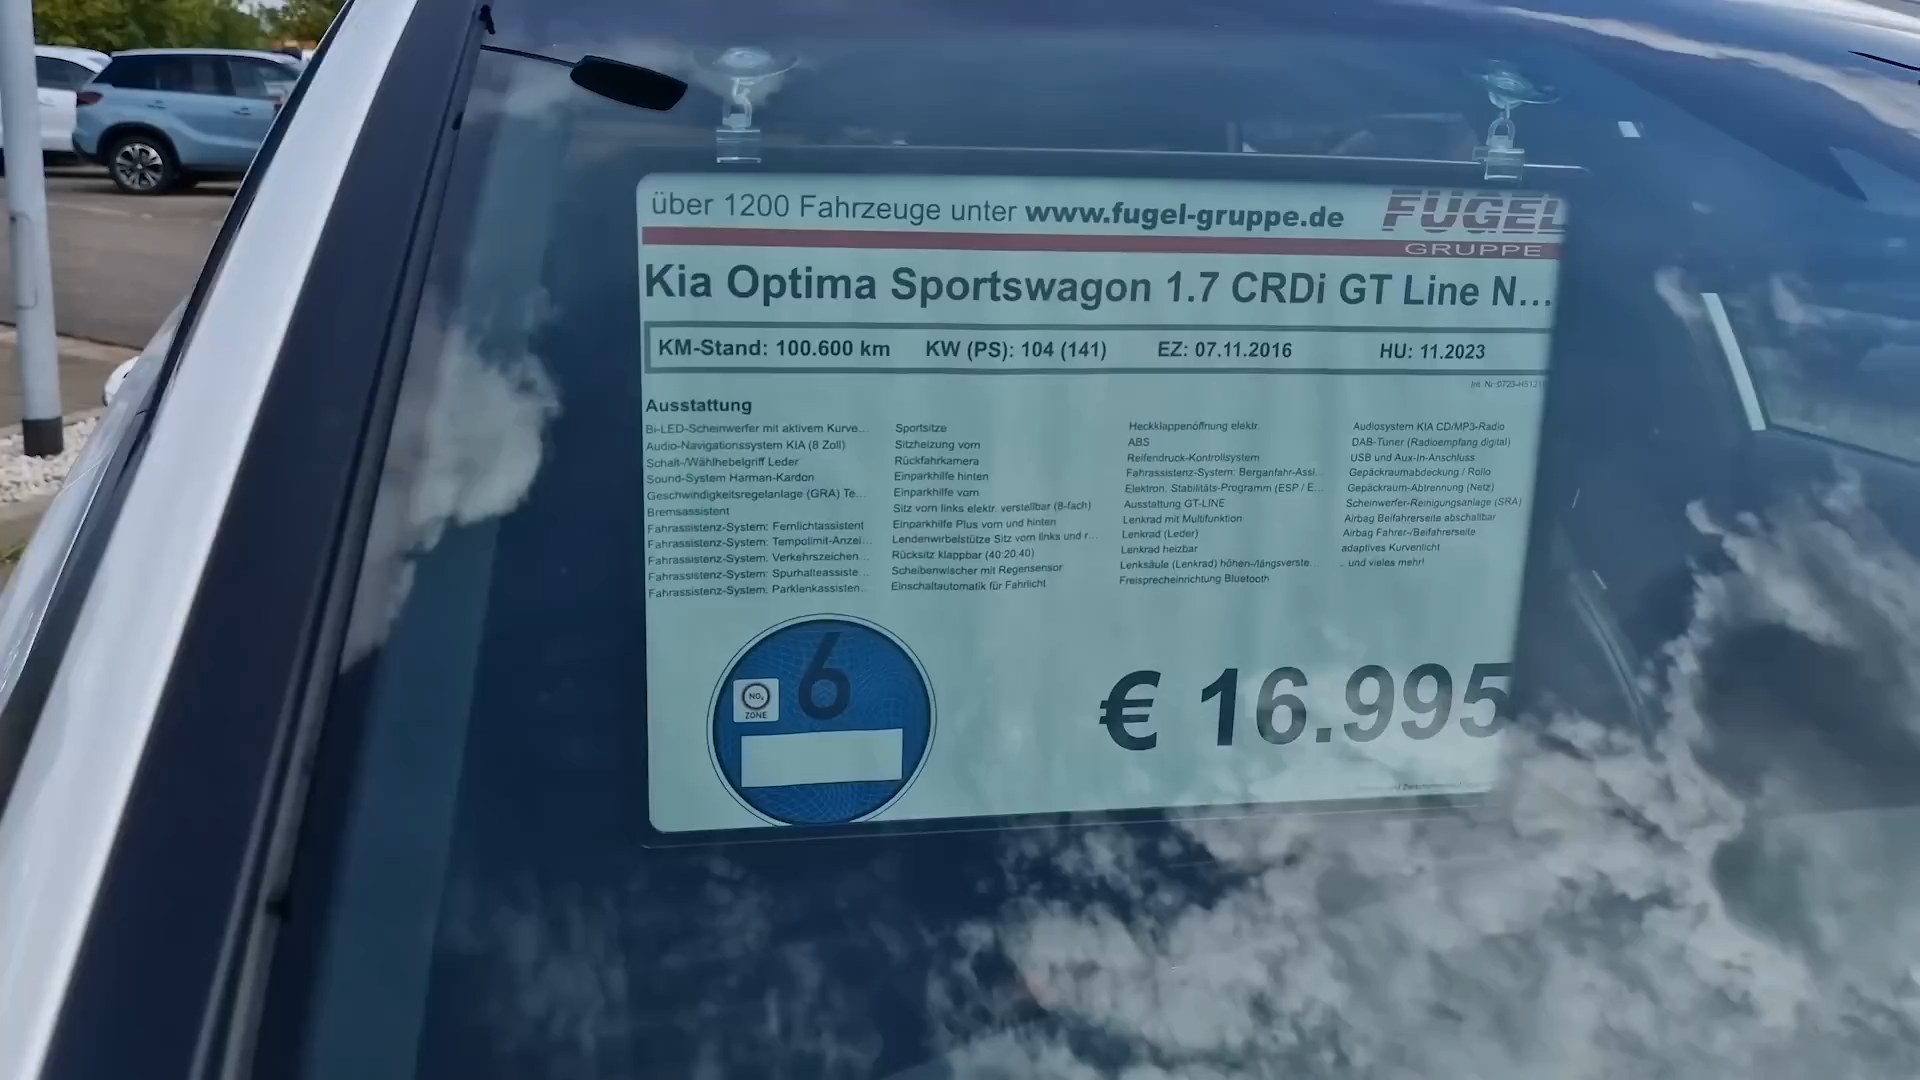 über 1200 Fahrzeuge unter www.fugel-gruppe.de
FUGEL
GRUPPE
Kia Optima Sportswagon 1.7 CRDi GT Line N...
KM-Stand: 100.600 km KW (PS): 104 (141) EZ: 07.11.2016 HU: 11.2023
Int. Nr.:0723-H5121
Ausstattung
Bi-LED-Scheinwerfer mit aktivem Kurve...
Audio-Navigationssystem KIA (8 Zoll)
Schalt-/Wählhebelgriff Leder
Sound-System Harman-Kardon
Geschwindigkeitsregelanlage (GRA) Te...
Bremsassistent
Fahrassistenz-System: Fernlichtassistent
Fahrassistenz-System: Tempolimit-Anzei...
Fahrassistenz-System: Verkehrszeichen...
Fahrassistenz-System: Spurhalteassiste...
Fahrassistenz-System: Parklenkassisten...
Sportsitze
Sitzheizung vorn
Rückfahrkamera
Einparkhilfe hinten
Einparkhilfe vorn
Sitz vorn links elektr. verstellbar (8-fach)
Einparkhilfe Plus vorn und hinten
Lendenwirbelstütze Sitz vorn links und r...
Rücksitz klappbar (40:20:40)
Scheibenwischer mit Regensensor
Einschaltautomatik für Fahrlicht
Heckklappenöffnung elektr.
ABS
Reifendruck-Kontrollsystem
Fahrassistenz-System: Berganfahr-Assi...
Elektron. Stabilitäts-Programm (ESP / E...
Ausstattung GT-LINE
Lenkrad mit Multifunktion
Lenkrad (Leder)
Lenkrad heizbar
Lenksäule (Lenkrad) höhen-/längsverste...
Freisprecheinrichtung Bluetooth
Audiosystem KIA CD/MP3-Radio
DAB-Tuner (Radioempfang digital)
USB und Aux-In-Anschluss
Gepäckraumabdeckung / Rollo
Gepäckraum-Abtrennung (Netz)
Scheinwerfer-Reinigungsanlage (SRA)
Airbag Beifahrerseite abschaltbar
Airbag Fahrer-/Beifahrerseite
adaptives Kurvenlicht
... und vieles mehr!
6
NOx
ZONE
€ 16.995